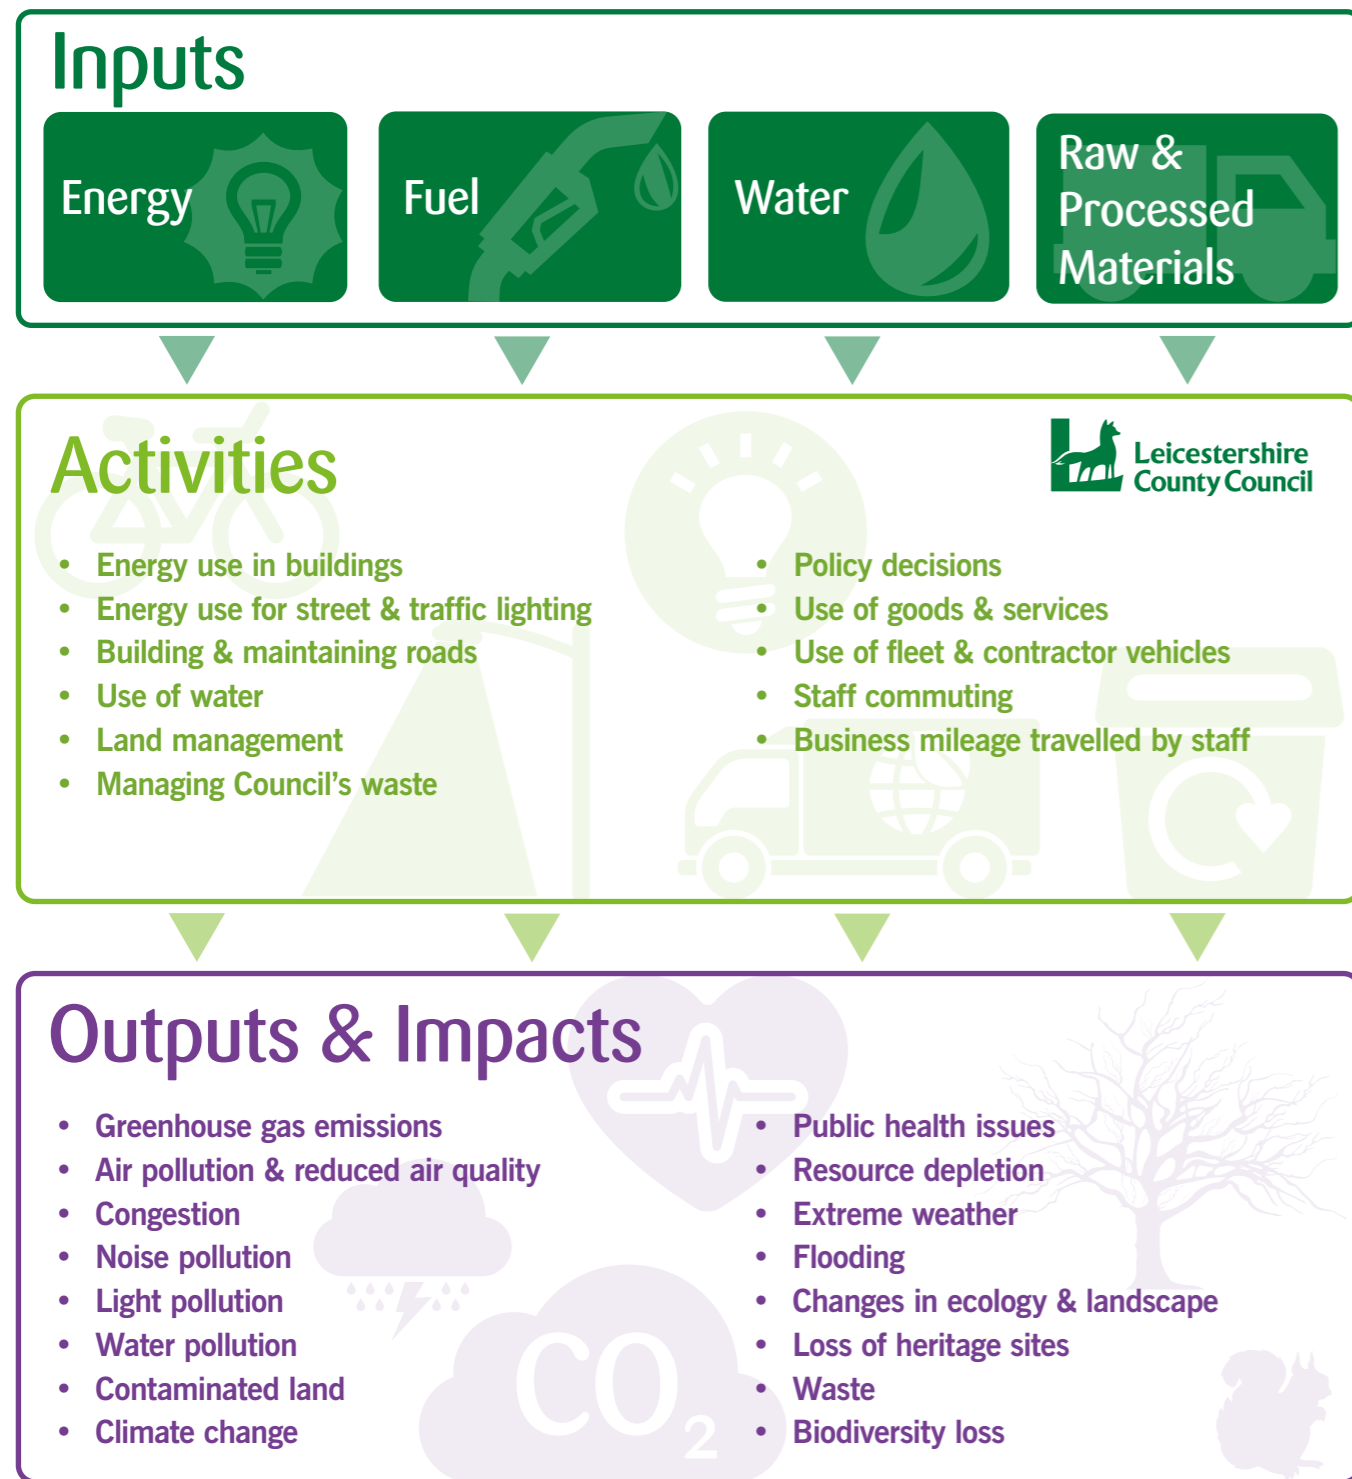 Inputs
Energy
Fuel
Water
Raw &
Processed
Materials
Activities
Leicestershire
County Council
• Energy use in buildings
• Energy use for street & traffic lighting
• Building & maintaining roads
• Use of water
• Land management
• Managing Council's waste
• Policy decisions
• Use of goods & services
• Use of fleet & contractor vehicles
• Staff commuting
• Business mileage travelled by staff
Outputs & Impacts
• Greenhouse gas emissions
• Air pollution & reduced air quality
• Congestion
• Noise pollution
• Light pollution
• Water pollution
• Contaminated land
• Climate change
• Public health issues
• Resource depletion
• Extreme weather
• Flooding
• Changes in ecology & landscape
• Loss of heritage sites
• Waste
• Biodiversity loss
CO2